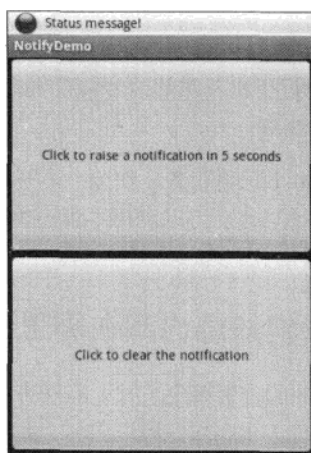 Status message!
NotifyDemo
Click to raise a notification in 5 seconds
Click to clear the notification